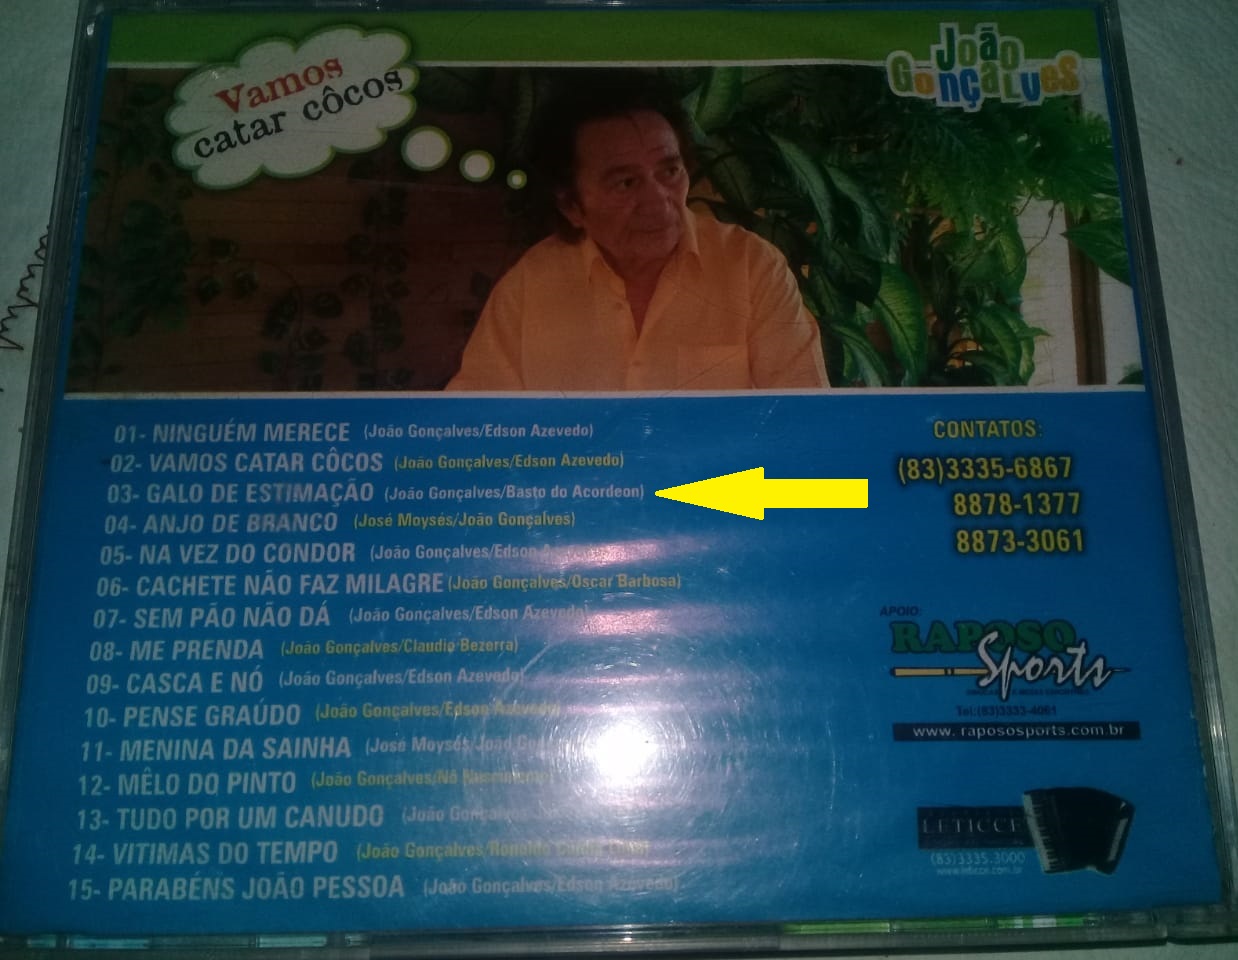 Vamos
catar côcos
João
Gonçalves
01- NINGUÉM MERECE (João Gonçalves/Edson Azevedo)
02- VAMOS CATAR CÔCOS (João Gonçalves/Edson Azevedo)
03- GALO DE ESTIMAÇÃO (João Gonçalves/Basto do Acordeon)
04- ANJO DE BRANCO (José Moysés/João Gonçalves)
05- NA VEZ DO CONDOR (João Gonçalves/Edson
06- CACHETE NÃO FAZ MILAGRE (João Gonçalves/Oscar Barbosa)
07- SEM PÃO NÃO DÁ (João Gonçalves/Edson Azevedo)
08- ME PRENDA (João Gonçalves/Claudio Bezerra)
09- CASCA E NÓ (João Gonçalves/Edson Azevedo)
10- PENSE GRAÚDO (João Gonçalves/Edson Azevedo)
11- MENINA DA SAINHA (José Moysés/João
12- MÊLO DO PINTO (João Gonçalves/
13- TUDO POR UM CANUDO (João Gonçalves
14- VITIMAS DO TEMPO (João Gonçalves/Ronaldo
15- PARABÉNS JOÃO PESSOA (João Gonçalves/Edson Azevedo)
CONTATOS:
(83)3335-6867
8878-1377
8873-3061
APOIO:
RAPOSO
Sports
Tel:(83)3333-4061
www.rapososports.com.br
LETICCE
(83)3335.3000
www.leticce.com.br